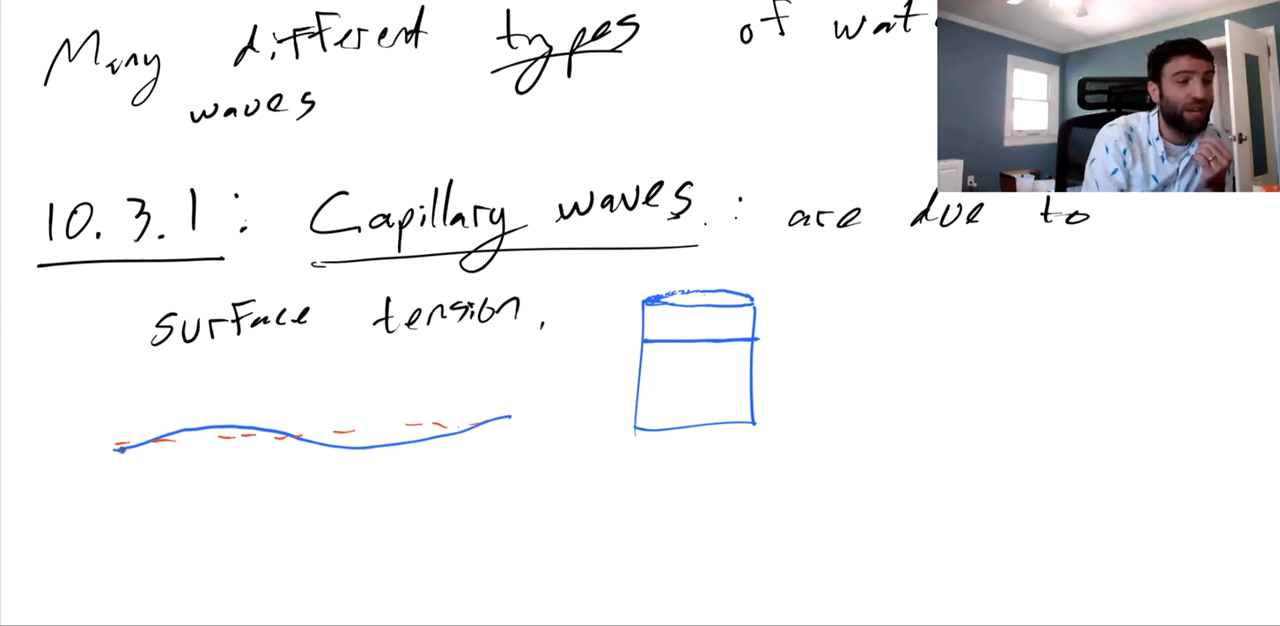 Many different types of wat
waves
10.3.1: Capillary waves.: are due to
surface tension.